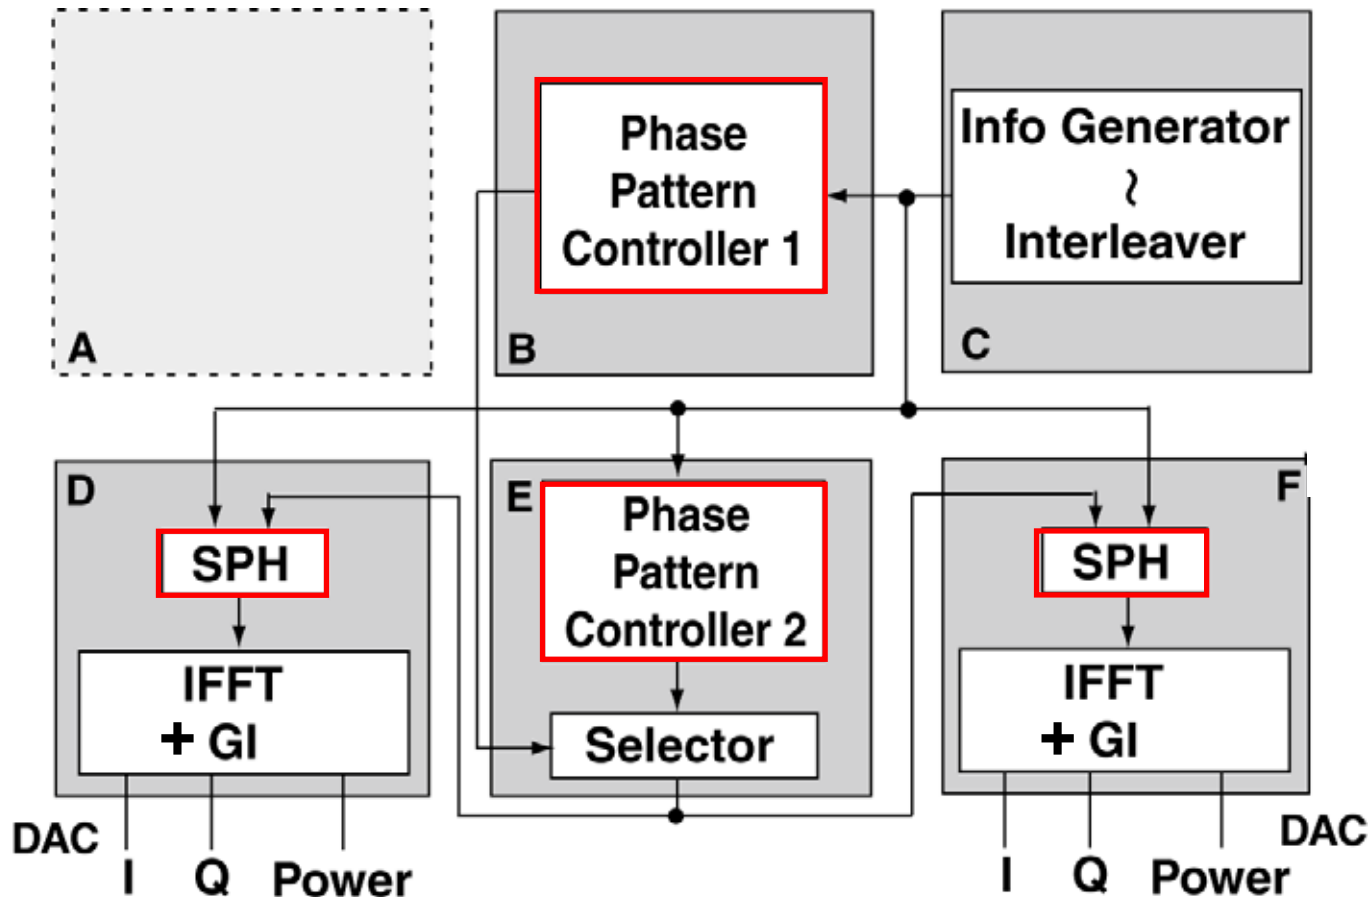 A
Phase
Pattern
Controller 1
B
Info Generator
~
Interleaver
C
D
SPH
IFFT
+ GI
DAC
I
Q
Power
E
Phase
Pattern
Controller 2
Selector
F
SPH
IFFT
+ GI
DAC
I
Q
Power